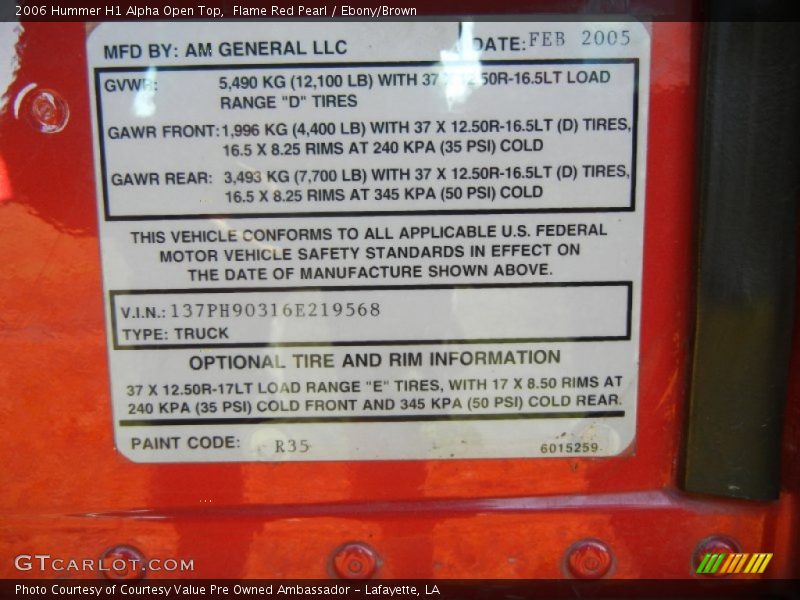 2006 Hummer H1 Alpha Open Top,  Flame Red Pearl / Ebony/Brown
MFD BY: AM GENERAL LLC DATE: FEB 2005
GVWR: 5,490 KG (12,100 LB) WITH 37 X 12.50R-16.5LT LOAD
RANGE "D" TIRES
GAWR FRONT: 1,996 KG (4,400 LB) WITH 37 X 12.50R-16.5LT (D) TIRES,
16.5 X 8.25 RIMS AT 240 KPA (35 PSI) COLD
GAWR REAR: 3,493 KG (7,700 LB) WITH 37 X 12.50R-16.5LT (D) TIRES,
16.5 X 8.25 RIMS AT 345 KPA (50 PSI) COLD
THIS VEHICLE CONFORMS TO ALL APPLICABLE U.S. FEDERAL
MOTOR VEHICLE SAFETY STANDARDS IN EFFECT ON
THE DATE OF MANUFACTURE SHOWN ABOVE.
V.I.N.: 137PH90316E219568
TYPE: TRUCK
OPTIONAL TIRE AND RIM INFORMATION
37 X 12.50R-17LT LOAD RANGE "E" TIRES, WITH 17 X 8.50 RIMS AT
240 KPA (35 PSI) COLD FRONT AND 345 KPA (50 PSI) COLD REAR.
PAINT CODE: R35
6015259
GTCARLOT.COM
Photo Courtesy of Courtesy Value Pre Owned Ambassador - Lafayette, LA